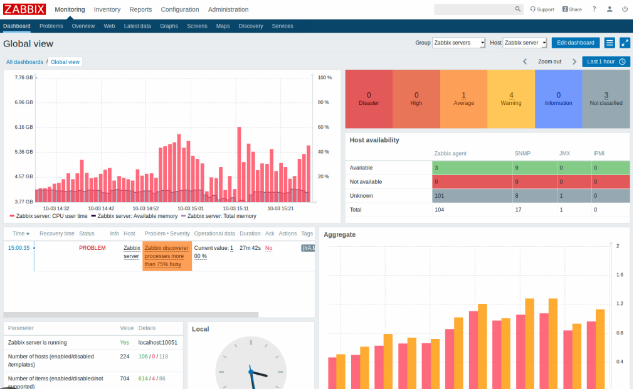 ZABBIX Monitoring Inventory Reports Configuration Administration Support Share ?
Dashboard Problems Overview Web Latest data Graphs Screens Maps Discovery Services
Global view Group Zabbix servers Host Zabbix server Edit dashboard
All dashboards / Global view Zoom out Last 1 hour
7.76 GB 100 %
6.96 GB 80 %
6.16 GB 60 %
5.36 GB 40 %
4.57 GB 20 %
3.77 GB
10-03 14:32 10-03 14:42 10-03 14:52 10-03 15:01 10-03 15:11 10-03 15:21
Zabbix server: CPU user time Zabbix server: Available memory Zabbix server: Total memory
0 0 1 4 0 3
Disaster High Average Warning Information Not classified
Host availability
Zabbix agent SNMP JMX IPMI
Available 3 9 0 0
Not available 0 0 0 0
Unknown 101 8 1 0
Total 104 17 1 0
Time Recovery time Status Info Host Problem • Severity Operational data Duration Ack Actions Tags
15:00:35 PROBLEM Zabbix server Zabbix discoverer processes more than 75% busy Current value: 100 % 27m 42s No
Aggregate
2
1.6
1.2
0.8
0.4
Parameter Value Details
Zabbix server is running Yes localhost:10051
Number of hosts (enabled/disabled/templates) 224 106 / 0 / 118
Number of items (enabled/disabled/not supported) 704 614 / 4 / 86
Local